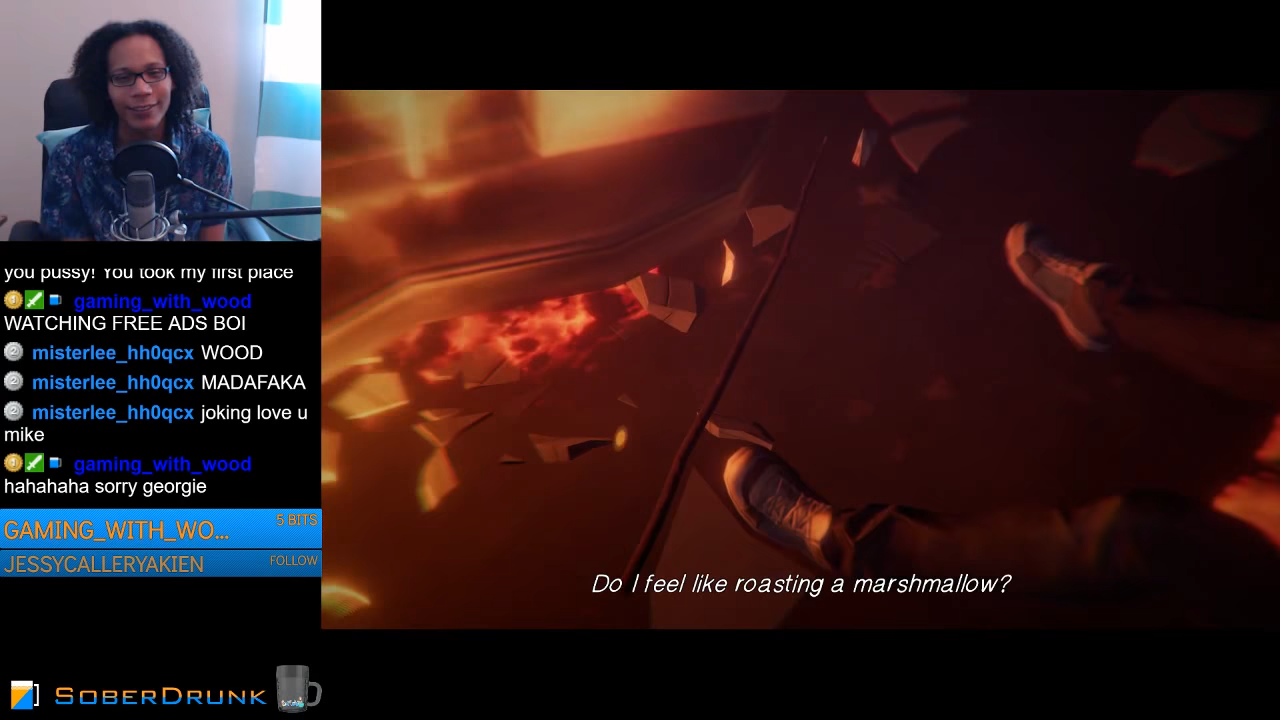 you pussy! You took my first place
gaming_with_wood
WATCHING FREE ADS BOI
misterlee_hh0qcx WOOD
misterlee_hh0qcx MADAFAKA
misterlee_hh0qcx joking love u
mike
gaming_with_wood
hahahaha sorry georgie
GAMING_WITH_WO... 5 BITS
JESSYCALLERYAKIEN FOLLOW
Do I feel like roasting a marshmallow?
SOBERDRUNK